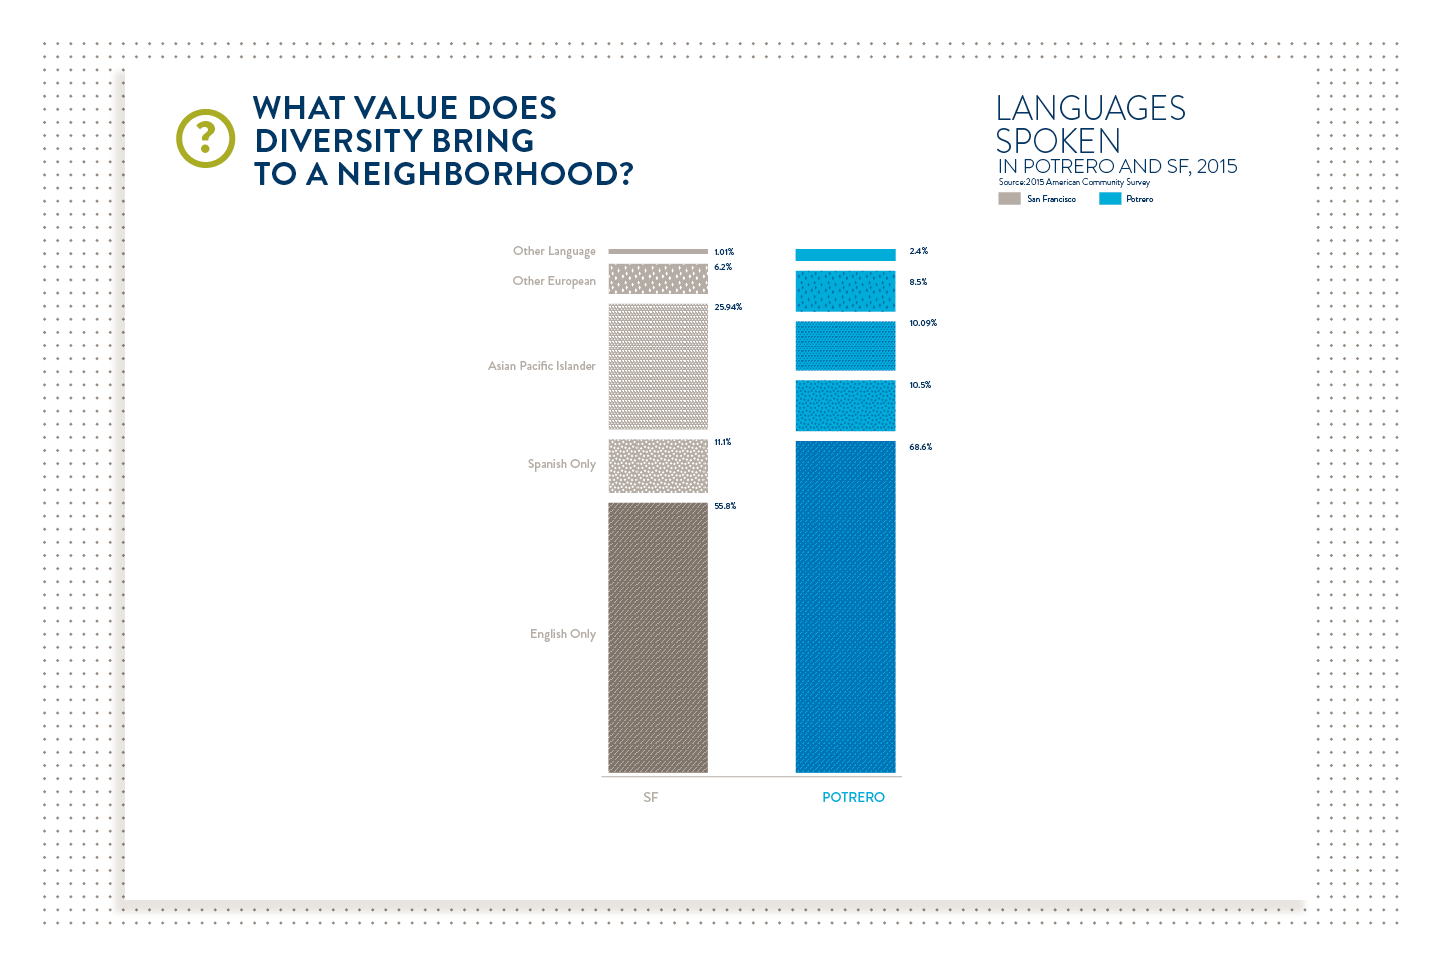 ?
WHAT VALUE DOES
DIVERSITY BRING
TO A NEIGHBORHOOD?
LANGUAGES
SPOKEN
IN POTRERO AND SF, 2015
Source:2015 American Community Survey
San Francisco Potrero
Other Language 1.01% 2.4%
Other European 6.2% 8.5%
Asian Pacific Islander 25.94% 10.09%
Spanish Only 11.1% 10.5%
English Only 55.8% 68.6%
SF POTRERO